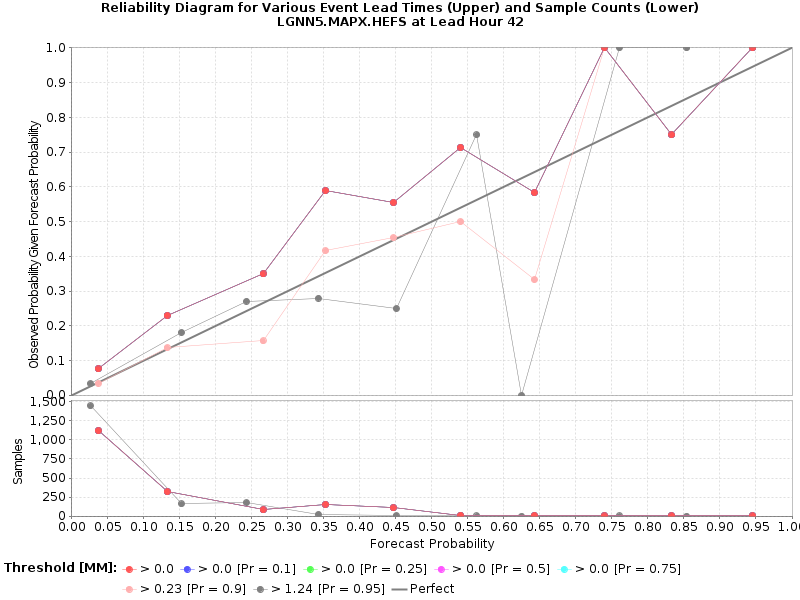 Reliability Diagram for Various Event Lead Times (Upper) and Sample Counts (Lower)
LGNN5.MAPX.HEFS at Lead Hour 42
Observed Probability Given Forecast Probability
1.0
0.9
0.8
0.7
0.6
0.5
0.4
0.3
0.2
0.1
0.0
Samples
1,500
1,250
1,000
750
500
250
0
0.00 0.05 0.10 0.15 0.20 0.25 0.30 0.35 0.40 0.45 0.50 0.55 0.60 0.65 0.70 0.75 0.80 0.85 0.90 0.95 1.00
Forecast Probability
Threshold [MM]: > 0.0 > 0.0 [Pr = 0.1] > 0.0 [Pr = 0.25] > 0.0 [Pr = 0.5] > 0.0 [Pr = 0.75]
> 0.23 [Pr = 0.9] > 1.24 [Pr = 0.95] Perfect